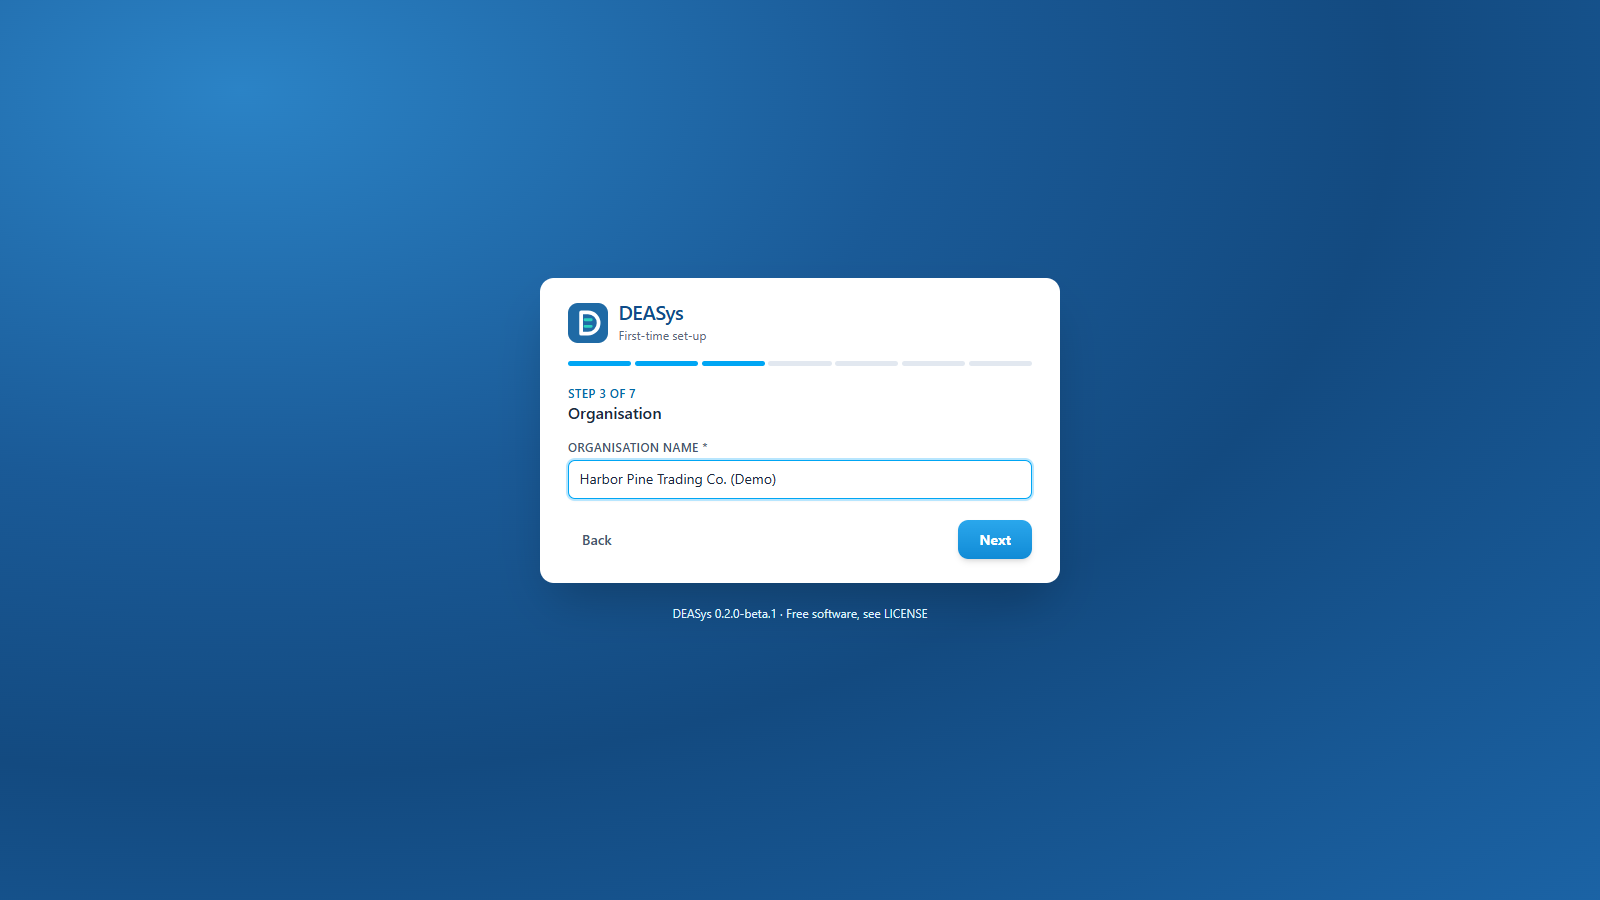 DEASys
First-time set-up
STEP 3 OF 7
Organisation
ORGANISATION NAME *
Harbor Pine Trading Co. (Demo)
Back
Next
DEASys 0.2.0-beta.1 · Free software, see LICENSE